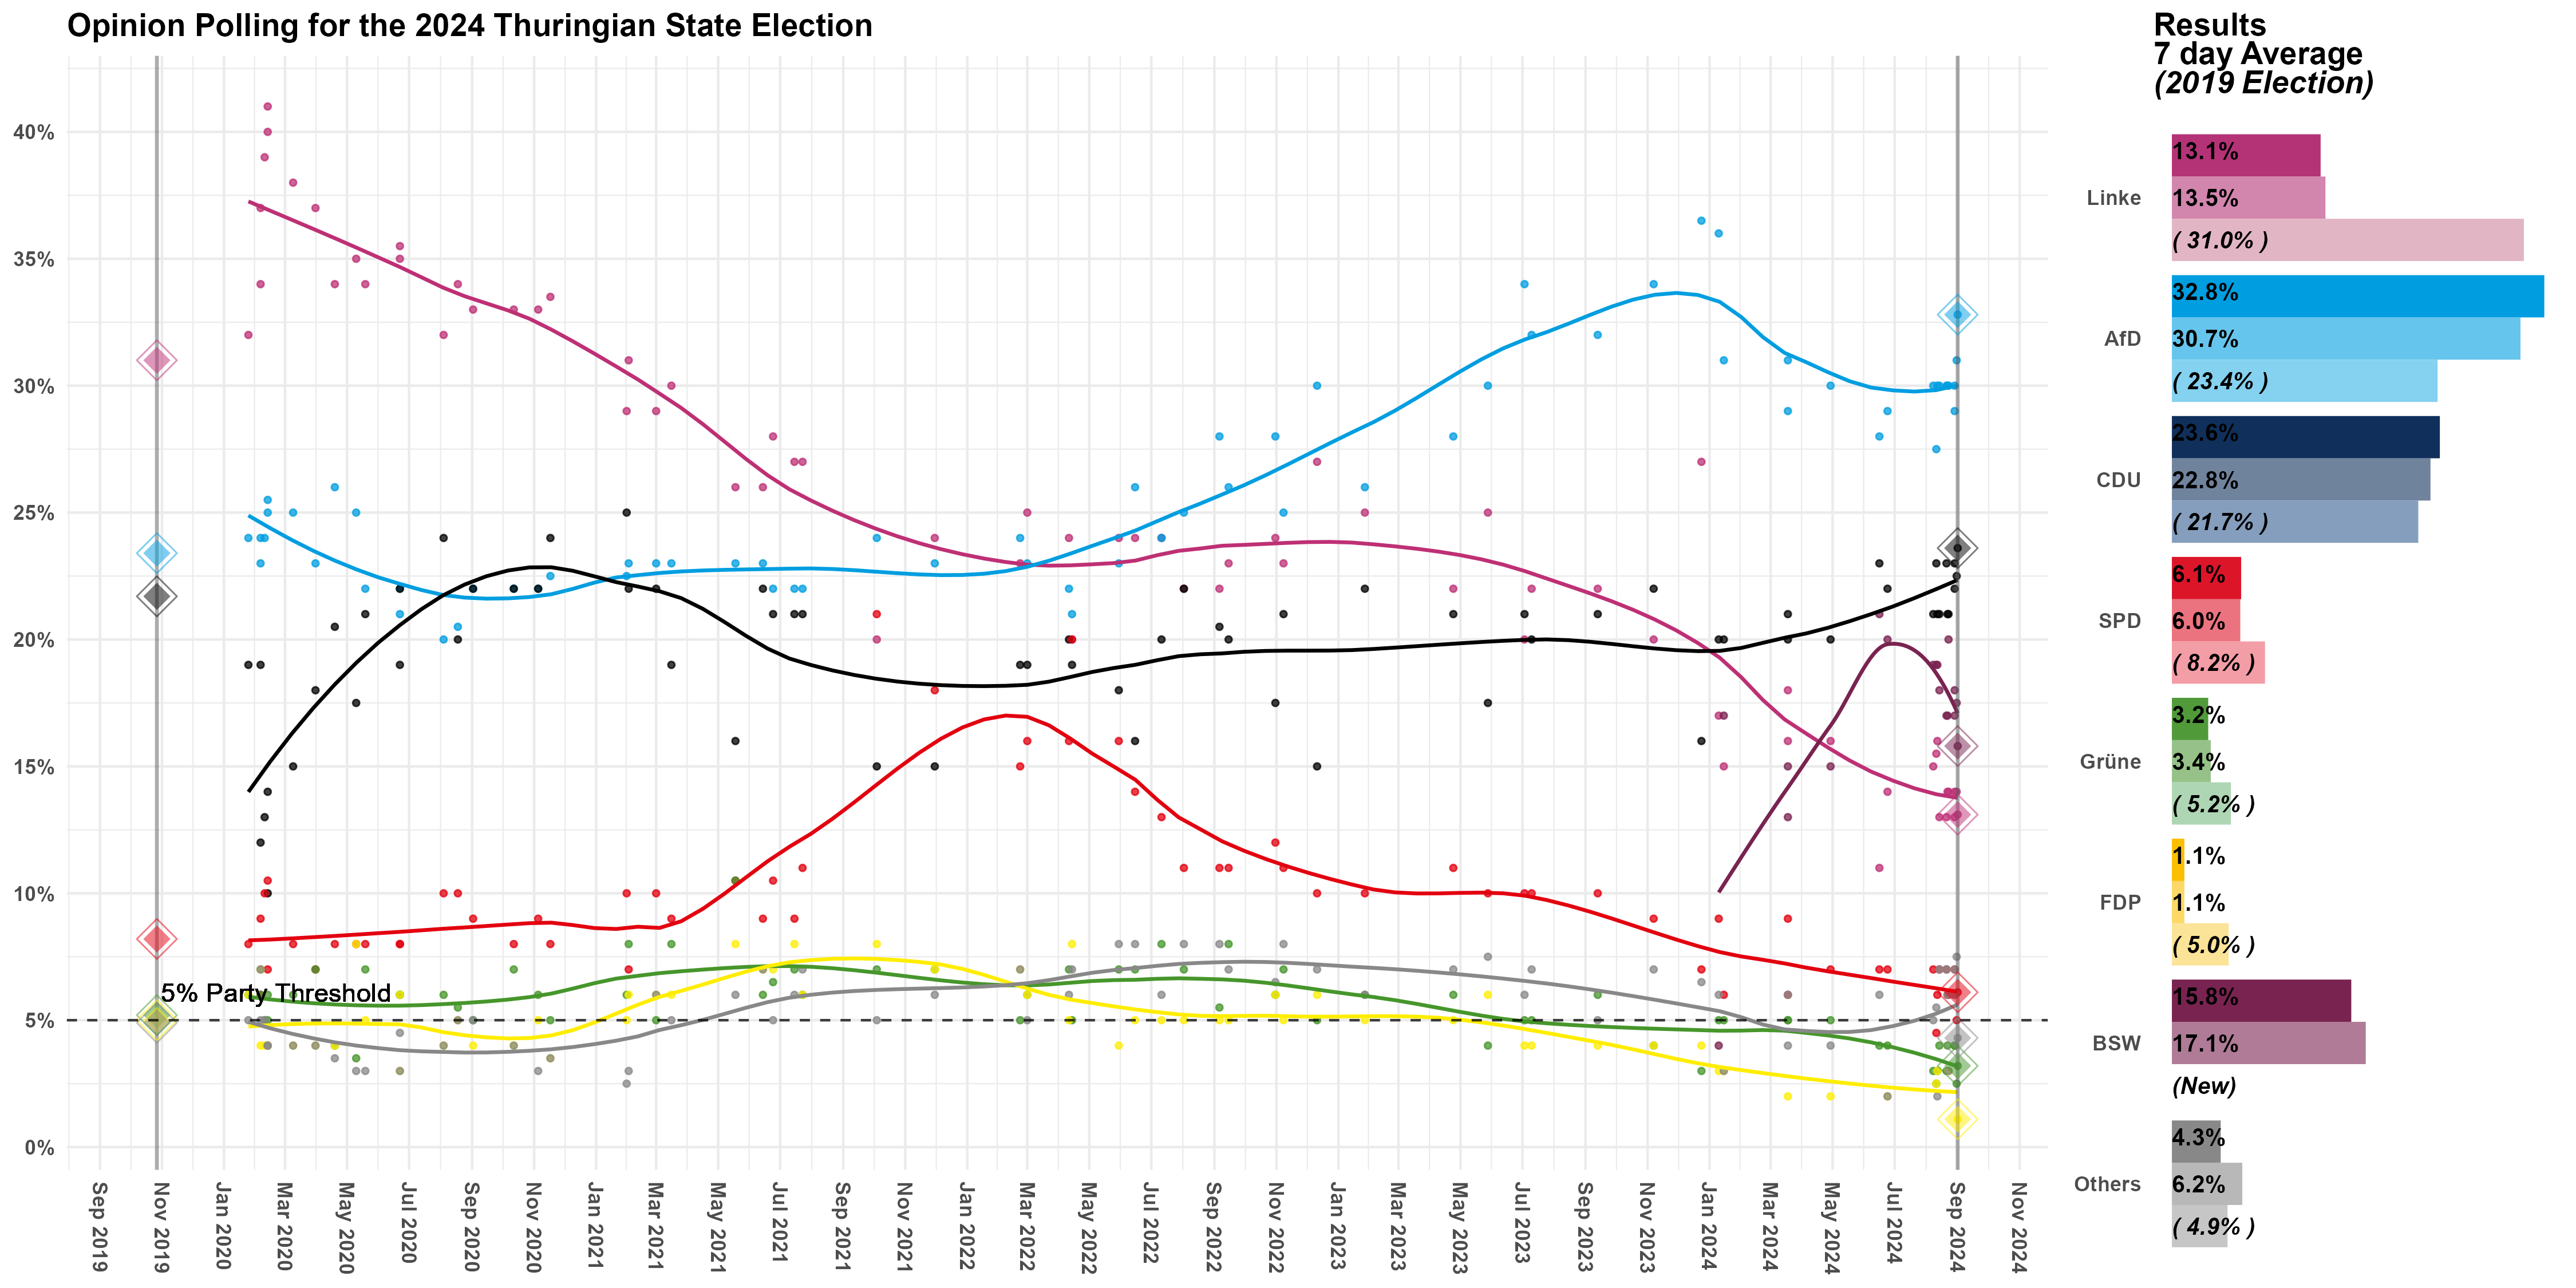 Opinion Polling for the 2024 Thuringian State Election
40%
35%
30%
25%
20%
15%
10%
5%
0%
5% Party Threshold
Sep 2019
Nov 2019
Jan 2020
Mar 2020
May 2020
Jul 2020
Sep 2020
Nov 2020
Jan 2021
Mar 2021
May 2021
Jul 2021
Sep 2021
Nov 2021
Jan 2022
Mar 2022
May 2022
Jul 2022
Sep 2022
Nov 2022
Jan 2023
Mar 2023
May 2023
Jul 2023
Sep 2023
Nov 2023
Jan 2024
Mar 2024
May 2024
Jul 2024
Sep 2024
Nov 2024
Results
7 day Average
(2019 Election)
Linke
13.1%
13.5%
( 31.0% )
AfD
32.8%
30.7%
( 23.4% )
CDU
23.6%
22.8%
( 21.7% )
SPD
6.1%
6.0%
( 8.2% )
Grüne
3.2%
3.4%
( 5.2% )
FDP
1.1%
1.1%
( 5.0% )
BSW
15.8%
17.1%
(New)
Others
4.3%
6.2%
( 4.9% )